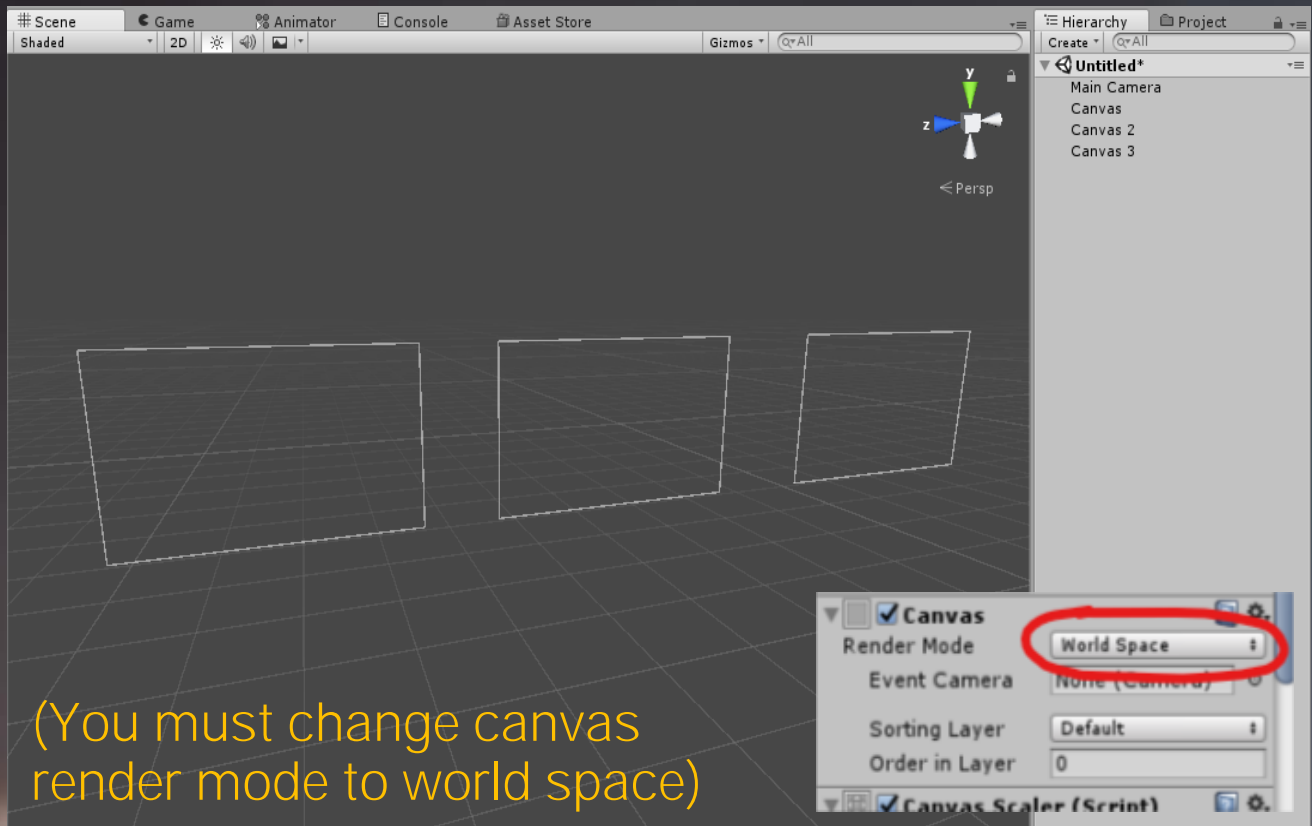 Scene Game Animator Console Asset Store
Shaded 2D Gizmos All
y
z
Persp
Hierarchy Project
Create All
Untitled*
Main Camera
Canvas
Canvas 2
Canvas 3
Canvas
Render Mode World Space
Event Camera None (Camera)
Sorting Layer Default
Order in Layer 0
Canvas Scaler (Script)
(You must change canvas
render mode to world space)